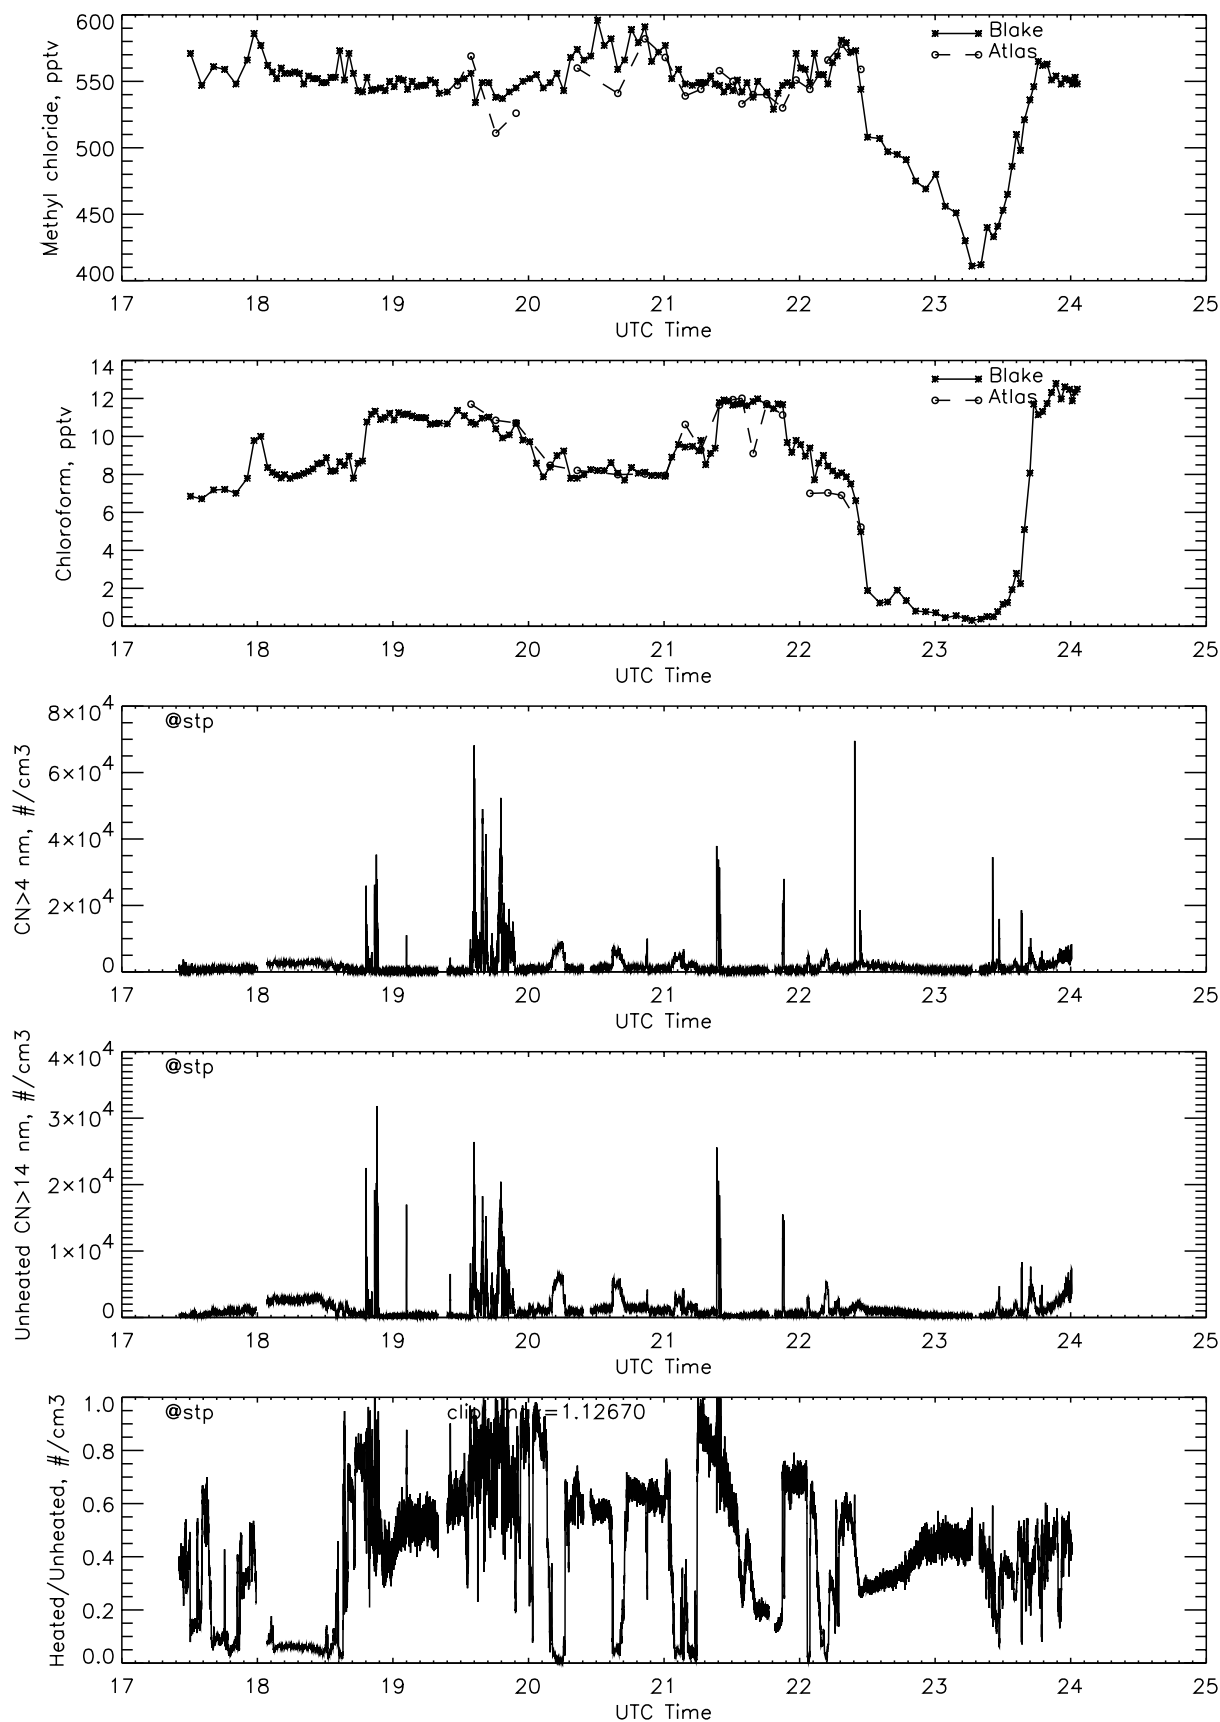 600
550
500
450
400
Methyl chloride, pptv
Blake
Atlas
17 18 19 20 21 22 23 24 25
UTC Time
14
12
10
8
6
4
2
0
Chloroform, pptv
Blake
Atlas
17 18 19 20 21 22 23 24 25
UTC Time
8×10⁴
6×10⁴
4×10⁴
2×10⁴
0
CN>4 nm, #/cm3
@stp
17 18 19 20 21 22 23 24 25
UTC Time
4×10⁴
3×10⁴
2×10⁴
1×10⁴
0
Unheated CN>14 nm, #/cm3
@stp
17 18 19 20 21 22 23 24 25
UTC Time
1.0
0.8
0.6
0.4
0.2
0.0
Heated/Unheated, #/cm3
@stp
=1.12670
17 18 19 20 21 22 23 24 25
UTC Time